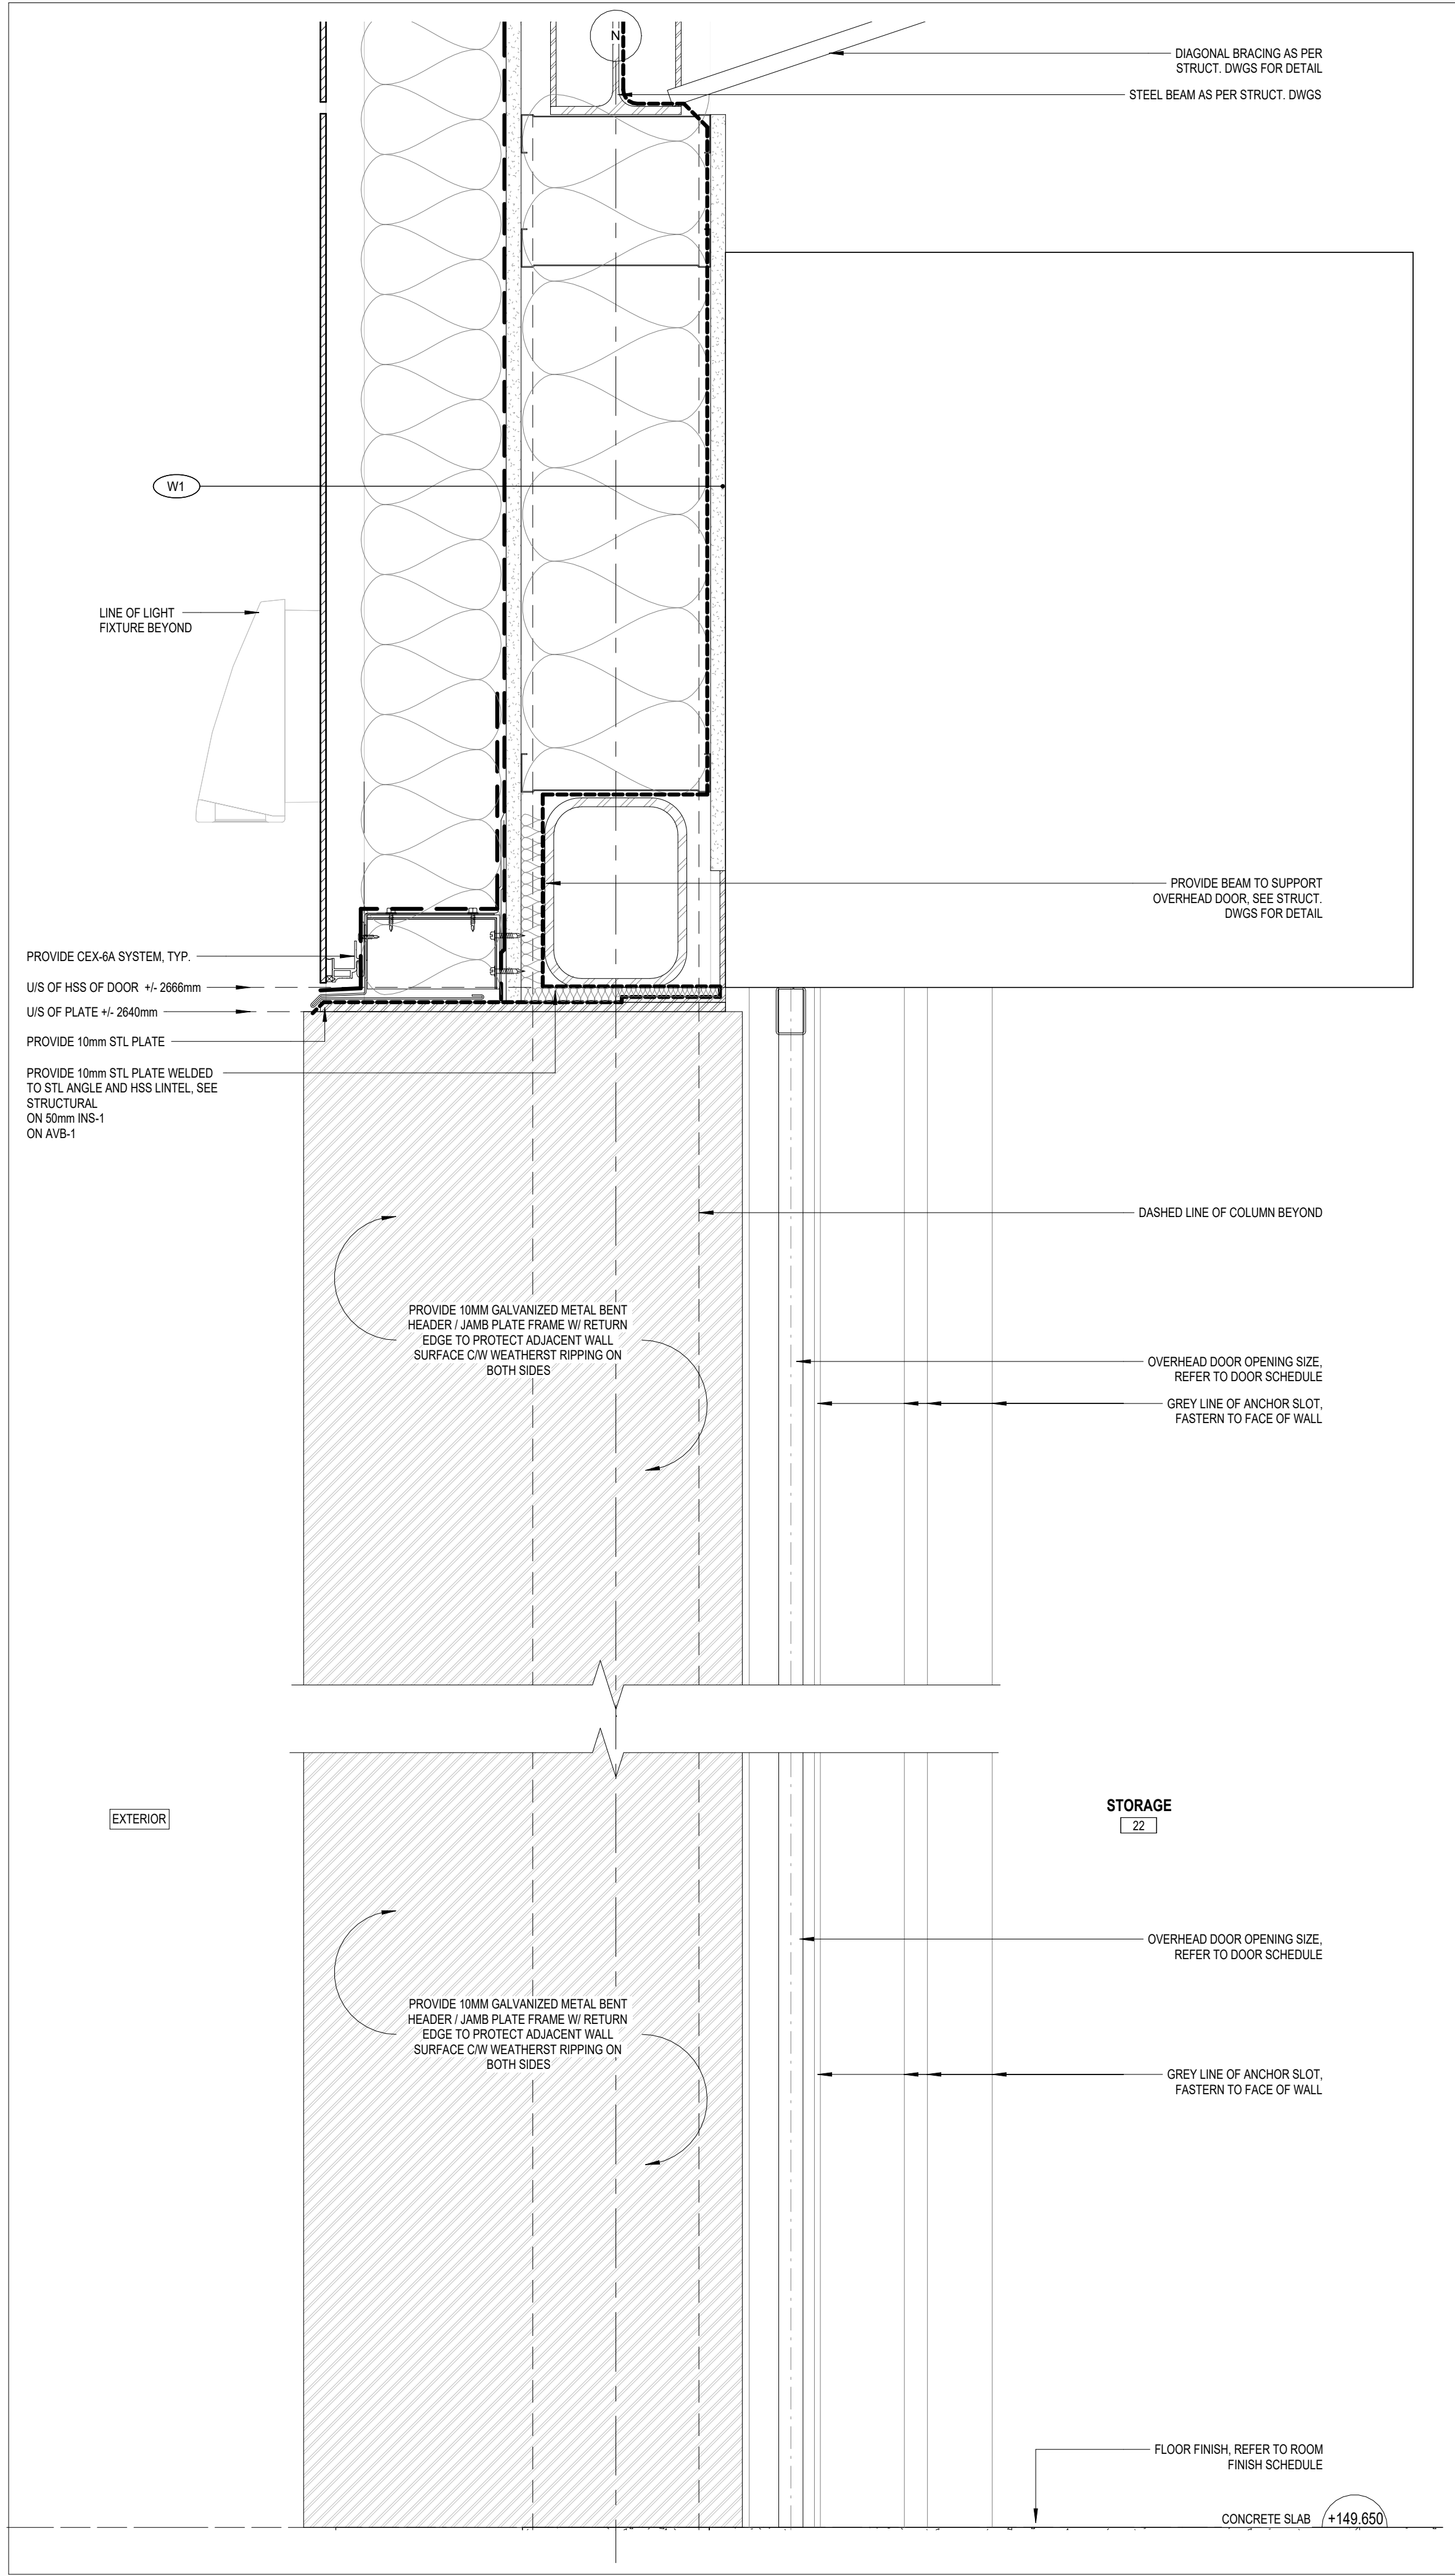 N
DIAGONAL BRACING AS PER
STRUCT. DWGS FOR DETAIL
STEEL BEAM AS PER STRUCT. DWGS
W1
LINE OF LIGHT
FIXTURE BEYOND
PROVIDE BEAM TO SUPPORT
OVERHEAD DOOR, SEE STRUCT.
DWGS FOR DETAIL
PROVIDE CEX-6A SYSTEM, TYP.
U/S OF HSS OF DOOR +/- 2666mm
U/S OF PLATE +/- 2640mm
PROVIDE 10mm STL PLATE
PROVIDE 10mm STL PLATE WELDED
TO STL ANGLE AND HSS LINTEL, SEE
STRUCTURAL
ON 50mm INS-1
ON AVB-1
DASHED LINE OF COLUMN BEYOND
PROVIDE 10MM GALVANIZED METAL BENT
HEADER / JAMB PLATE FRAME W/ RETURN
EDGE TO PROTECT ADJACENT WALL
SURFACE C/W WEATHERST RIPPING ON
BOTH SIDES
OVERHEAD DOOR OPENING SIZE,
REFER TO DOOR SCHEDULE
GREY LINE OF ANCHOR SLOT,
FASTERN TO FACE OF WALL
EXTERIOR
STORAGE
22
OVERHEAD DOOR OPENING SIZE,
REFER TO DOOR SCHEDULE
PROVIDE 10MM GALVANIZED METAL BENT
HEADER / JAMB PLATE FRAME W/ RETURN
EDGE TO PROTECT ADJACENT WALL
SURFACE C/W WEATHERST RIPPING ON
BOTH SIDES
GREY LINE OF ANCHOR SLOT,
FASTERN TO FACE OF WALL
FLOOR FINISH, REFER TO ROOM
FINISH SCHEDULE
CONCRETE SLAB +149.650